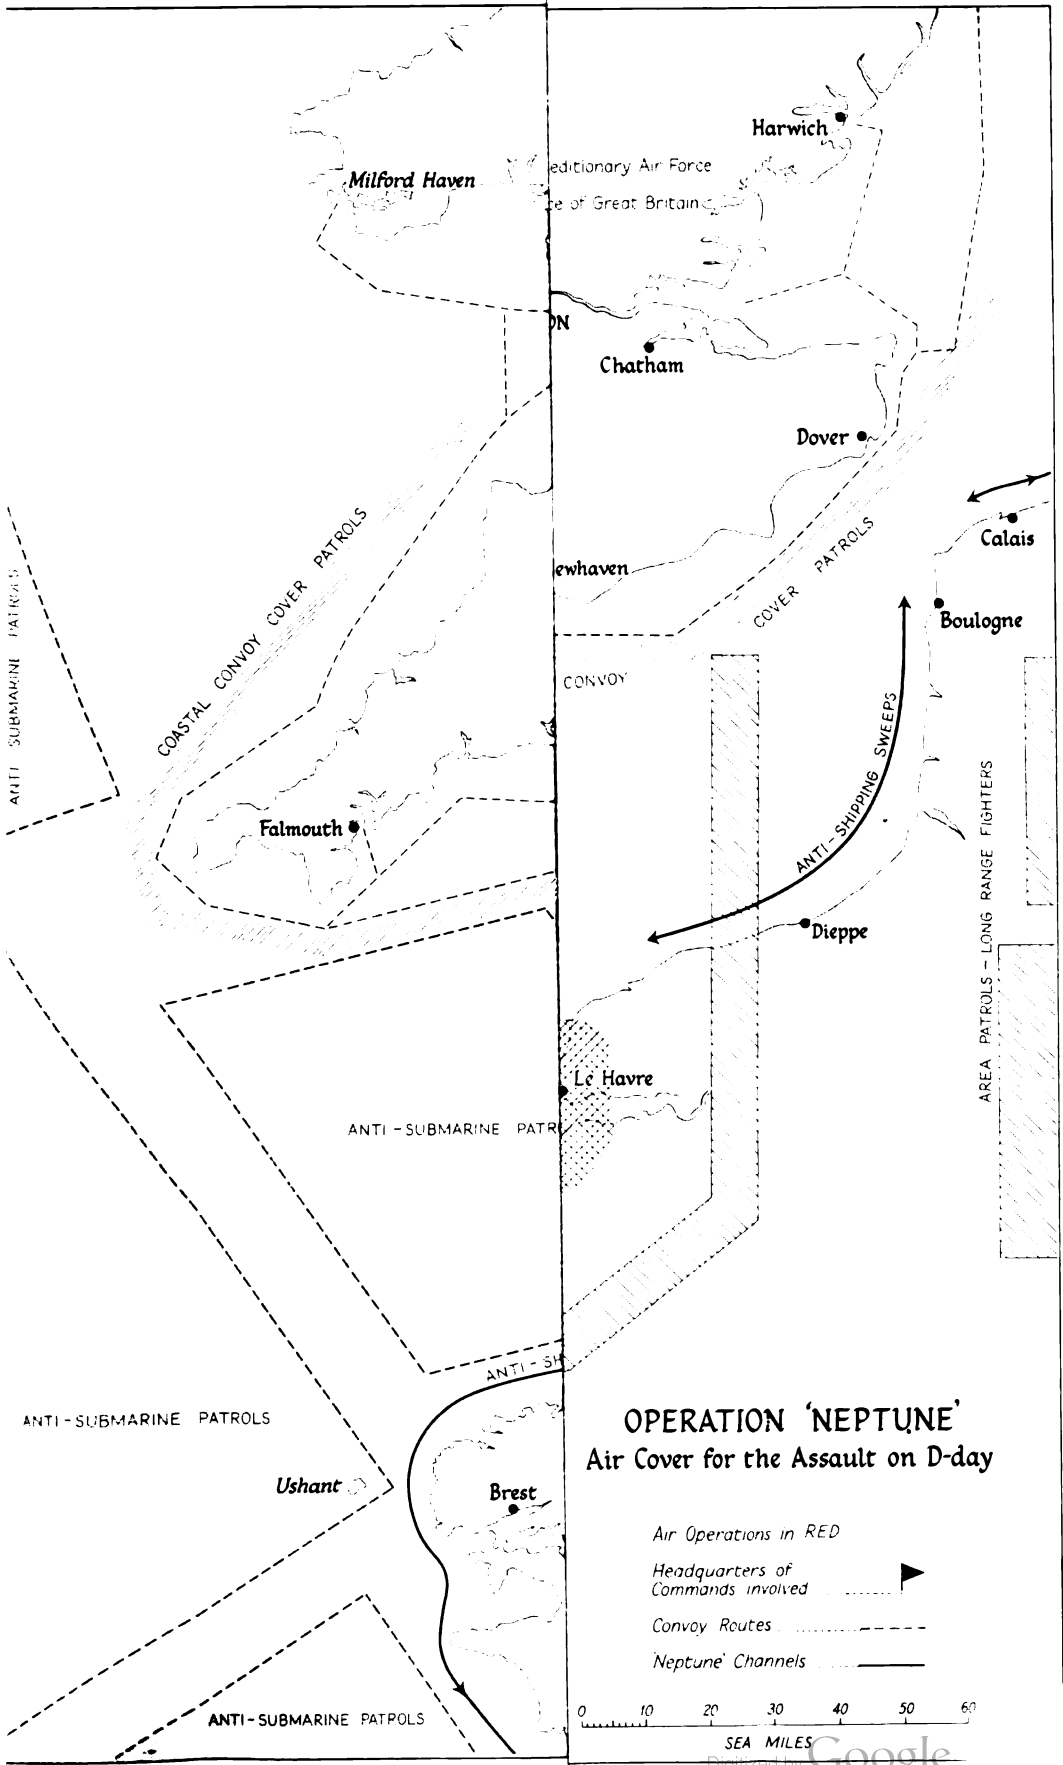 Harwich
editionary Air Force
Milford Haven
ce of Great Britain
ON
Chatham
Dover
Calais
COASTAL CONVOY COVER PATROLS
ewhaven
COVER PATROLS
Boulogne
ANTI SUBMARINE PATROLS
CONVOY
ANTI-SHIPPING SWEEPS
Falmouth
AREA PATROLS - LONG RANGE FIGHTERS
Dieppe
Le Havre
ANTI-SUBMARINE PATR
ANTI-SH
ANTI-SUBMARINE PATROLS
Ushant
Brest
ANTI-SUBMARINE PATROLS
OPERATION 'NEPTUNE'
Air Cover for the Assault on D-day
Air Operations in RED
Headquarters of
Commands involved
Convoy Routes
'Neptune' Channels
0 10 20 30 40 50 60
SEA MILES
Digitized by Google